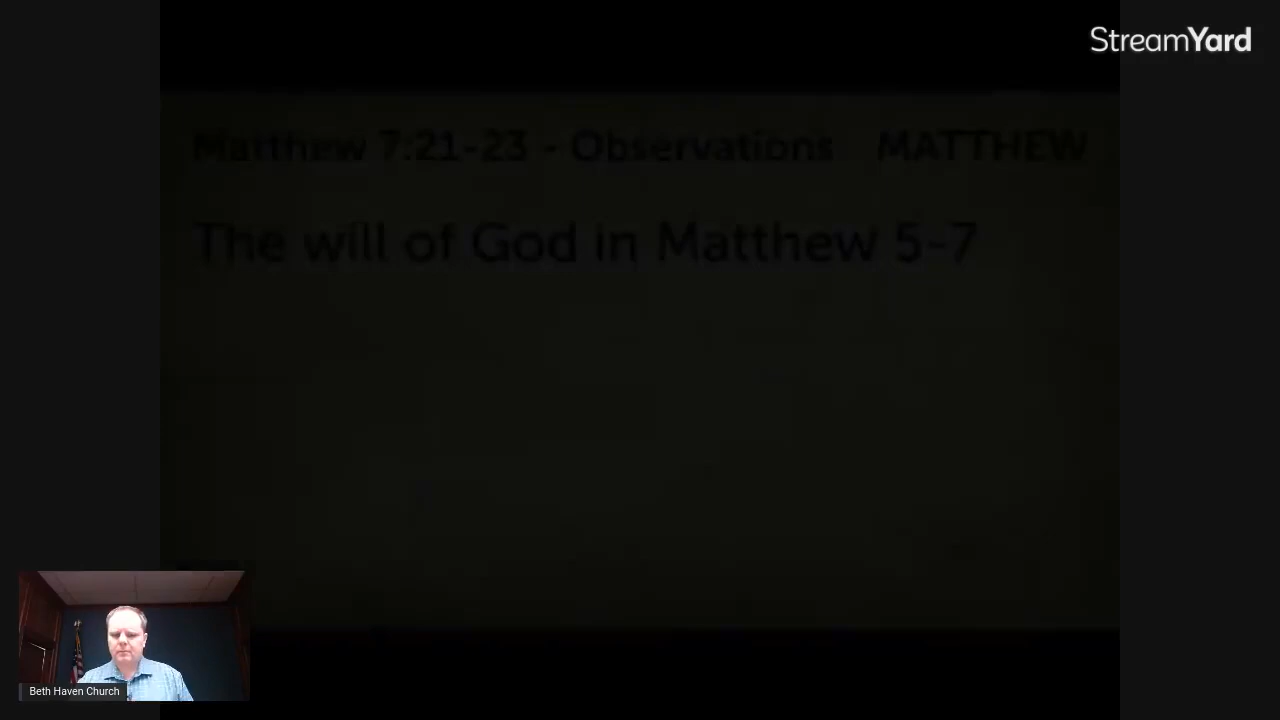 StreamYard
Matthew 7:21-23 - Observations MATTHEW
The will of God in Matthew 5-7
Beth Haven Church